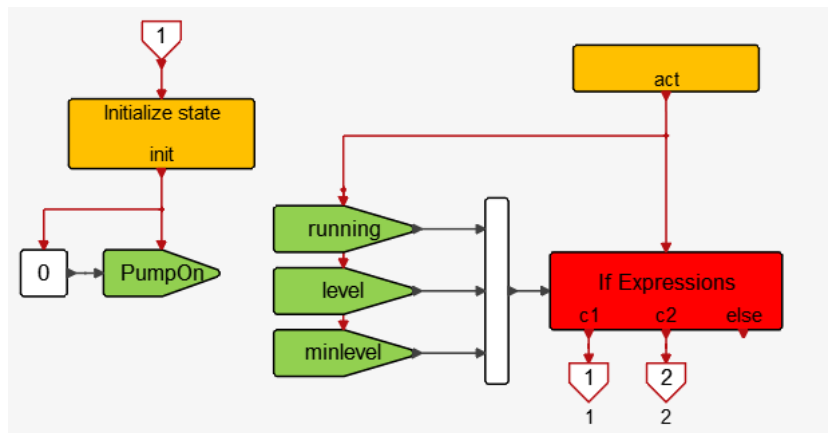 1
Initialize state
init
0
PumpOn
act
running
level
minlevel
If Expressions
c1 c2 else
1 2
1 2